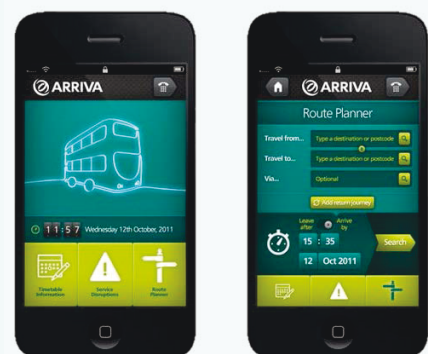 ARRIVA
11:57 Wednesday 12th October, 2011
Timetable Information
Service Disruptions
Route Planner
ARRIVA
Route Planner
Travel from... Type a destination or postcode
Travel to... Type a destination or postcode
Via... Optional
Add return journey
Leave after Arrive by
15 : 35
12 Oct 2011
Search